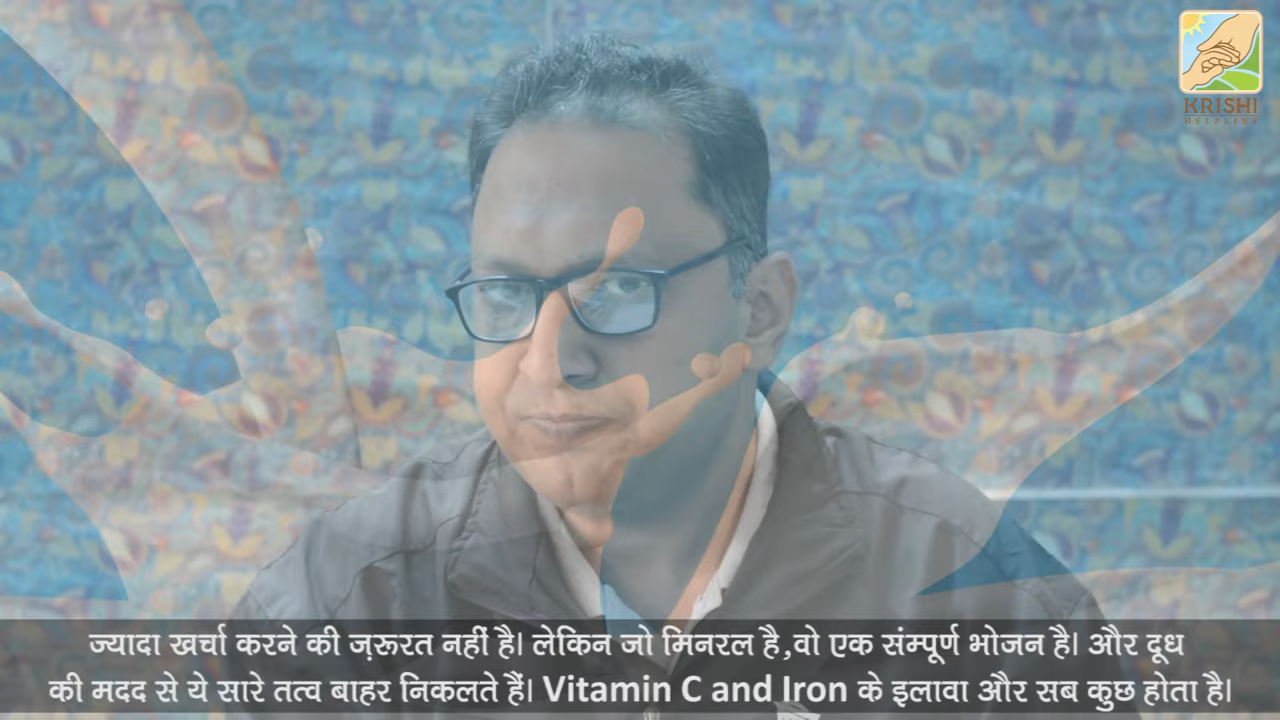 KRISHI
HELPLINE
ज्यादा खर्चा करने की ज़रूरत नहीं है। लेकिन जो मिनरल है,वो एक संम्पूर्ण भोजन है। और दूध
की मदद से ये सारे तत्व बाहर निकलते हैं। Vitamin C and Iron के इलावा और सब कुछ होता है।